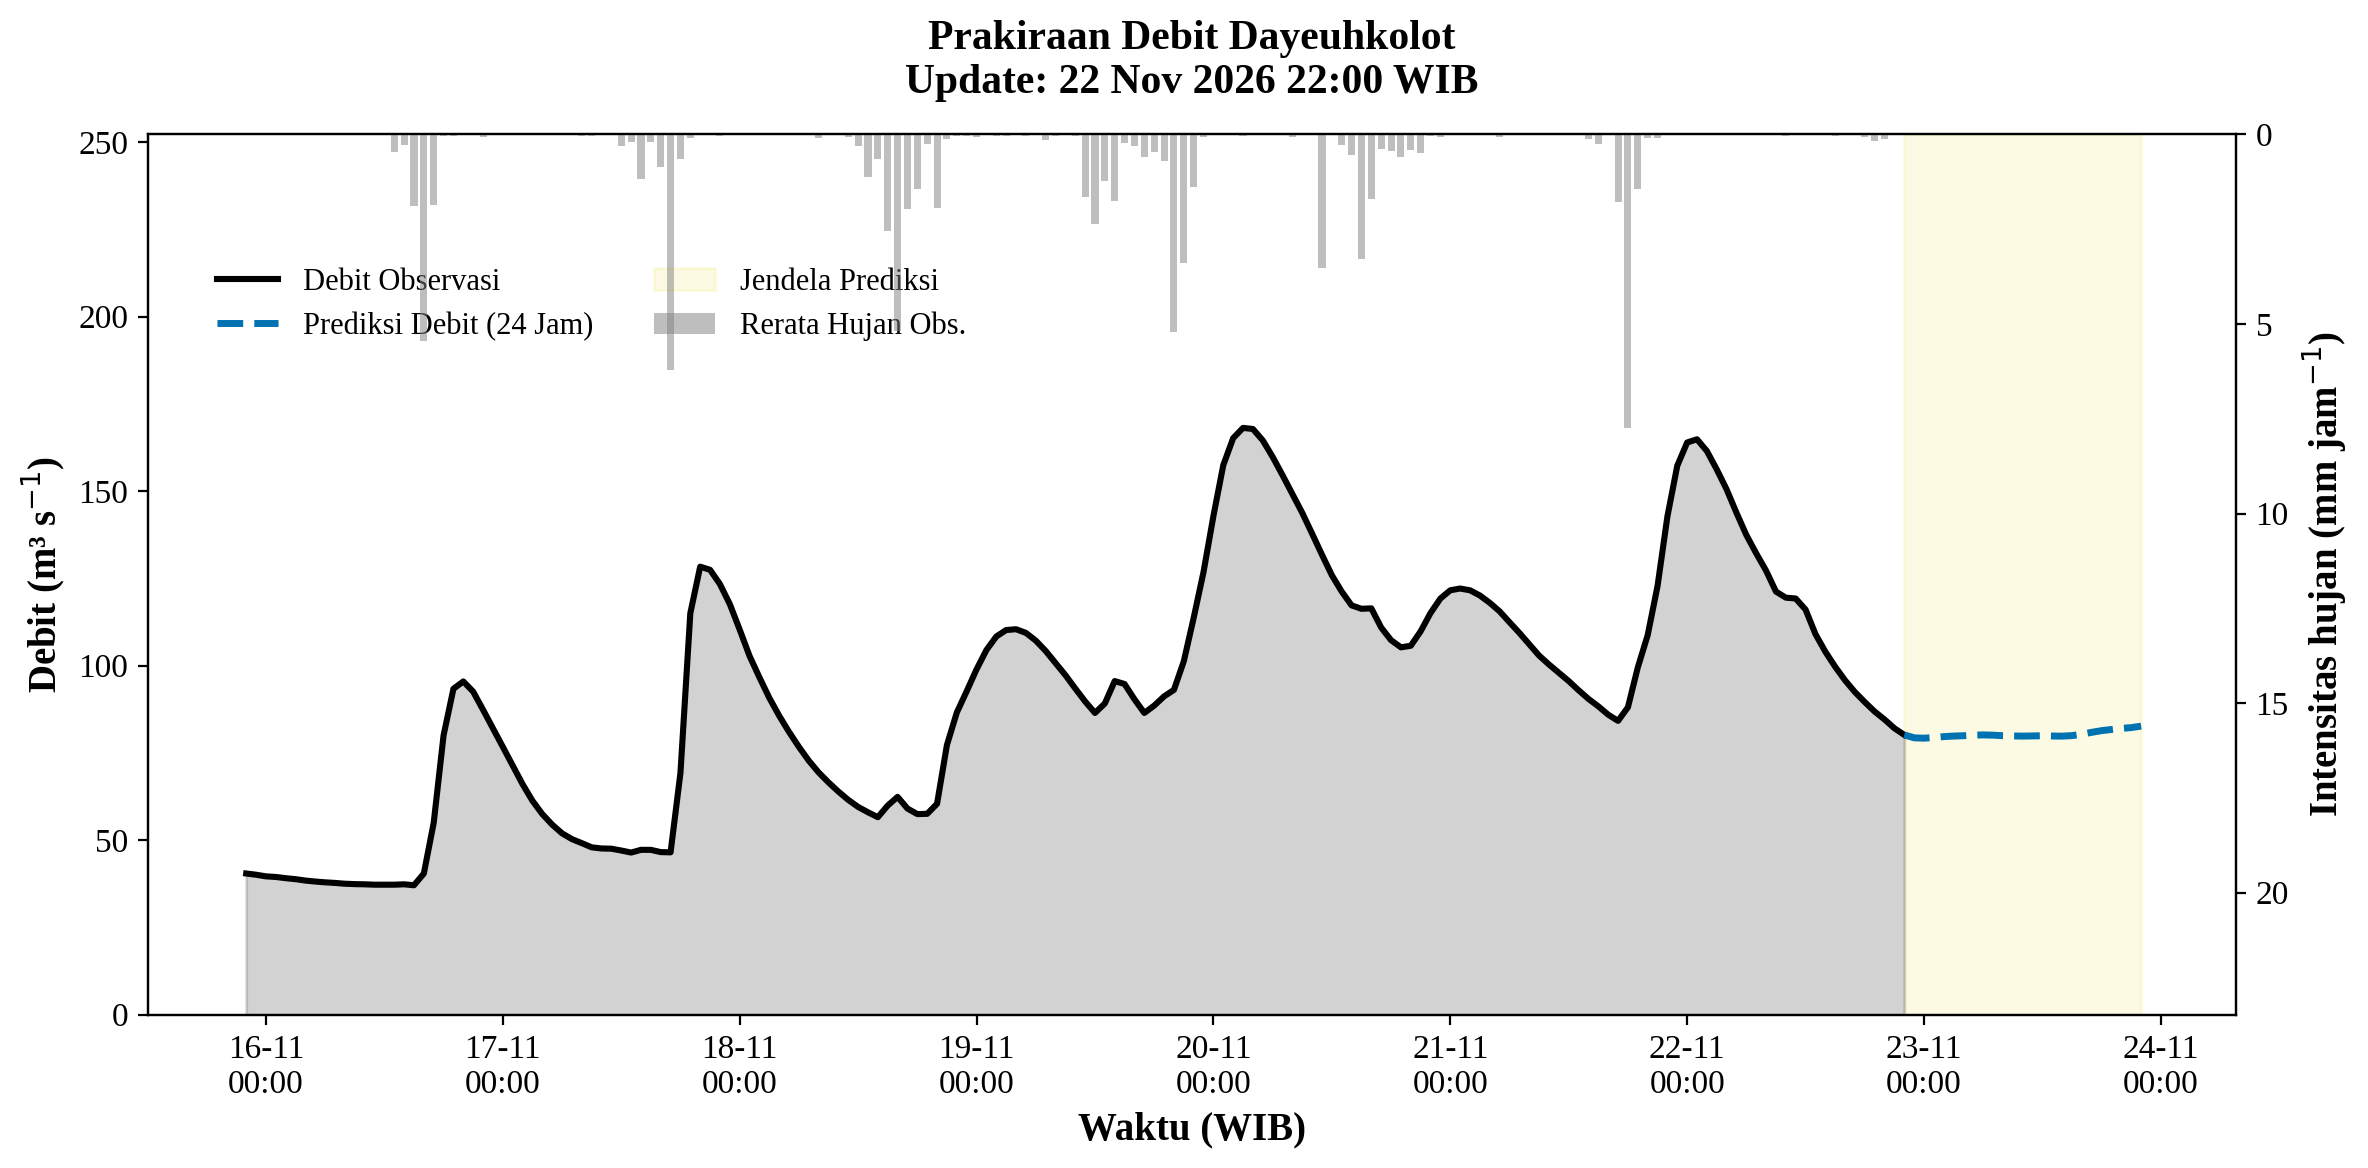 Prakiraan Debit Dayeuhkolot
Update: 22 Nov 2026 22:00 WIB
Debit Observasi
Prediksi Debit (24 Jam)
Jendela Prediksi
Rerata Hujan Obs.
Debit (m³ s⁻¹)
250
200
150
100
50
0
0
5
10
15
20
Intensitas hujan (mm jam⁻¹)
16-11 17-11 18-11 19-11 20-11 21-11 22-11 23-11 24-11
00:00 00:00 00:00 00:00 00:00 00:00 00:00 00:00 00:00
Waktu (WIB)